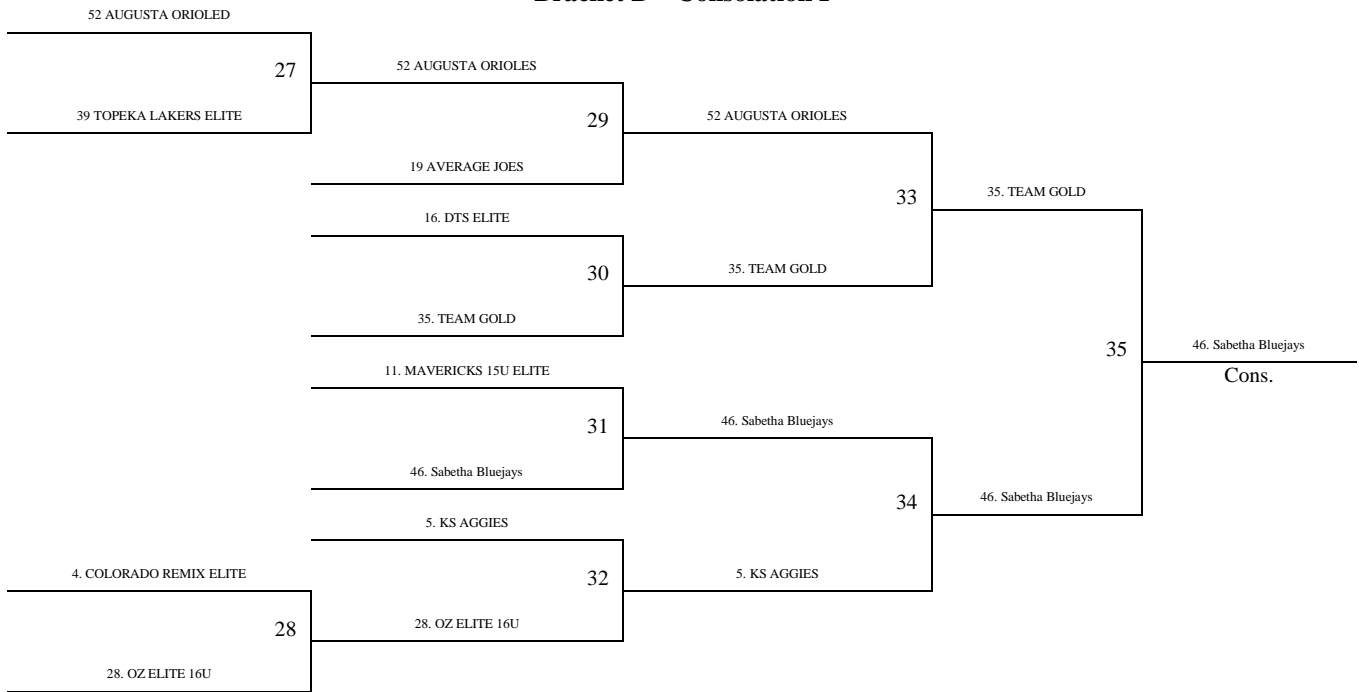 52 AUGUSTA ORIOLED
27
52 AUGUSTA ORIOLES
39 TOPEKA LAKERS ELITE
29
52 AUGUSTA ORIOLES
19 AVERAGE JOES
33
35. TEAM GOLD
16. DTS ELITE
30
35. TEAM GOLD
35. TEAM GOLD
35
46. Sabetha Bluejays
Cons.
11. MAVERICKS 15U ELITE
31
46. Sabetha Bluejays
46. Sabetha Bluejays
34
46. Sabetha Bluejays
5. KS AGGIES
32
5. KS AGGIES
4. COLORADO REMIX ELITE
28
28. OZ ELITE 16U
28. OZ ELITE 16U